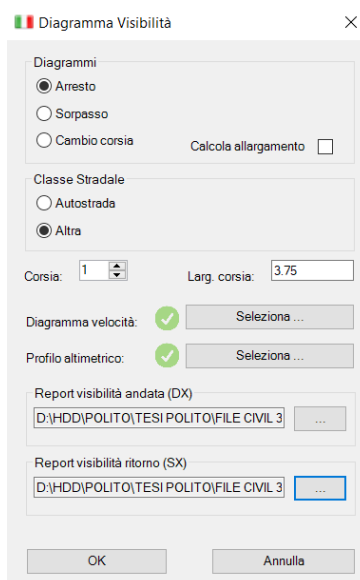 Diagramma Visibilità
Diagrammi
Arresto
Sorpasso
Cambio corsia
Calcola allargamento
Classe Stradale
Autostrada
Altra
Corsia: 1 Larg. corsia: 3.75
Diagramma velocità: Seleziona ...
Profilo altimetrico: Seleziona ...
Report visibilità andata (DX)
D:\HDD\POLITO\TESI POLITO\FILE CIVIL 3 ...
Report visibilità ritorno (SX)
D:\HDD\POLITO\TESI POLITO\FILE CIVIL 3 ...
OK Annulla